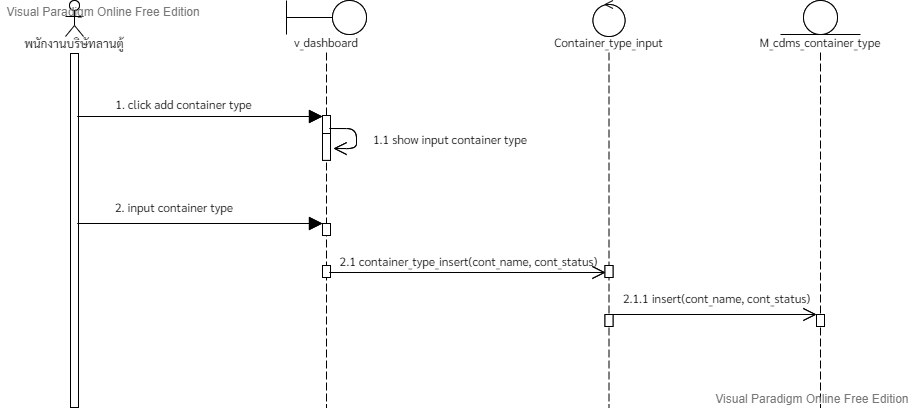 Visual Paradigm Online Free Edition
พนักงานบริษัทลานตู้
v_dashboard
Container_type_input
M_cdms_container_type
1. click add container type
1.1 show input container type
2. input container type
2.1 container_type_insert(cont_name, cont_status)
2.1.1 insert(cont_name, cont_status)
Visual Paradigm Online Free Edition